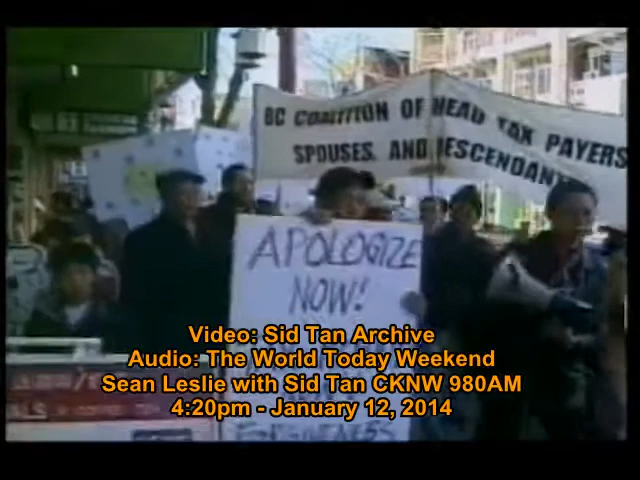 BC COALITION OF HEAD TAX PAYERS
SPOUSES, AND DESCENDANTS
APOLOGIZE
NOW!
Video: Sid Tan Archive
Audio: The World Today Weekend
Sean Leslie with Sid Tan CKNW 980AM
4:20pm - January 12, 2014
FORGIVENESS